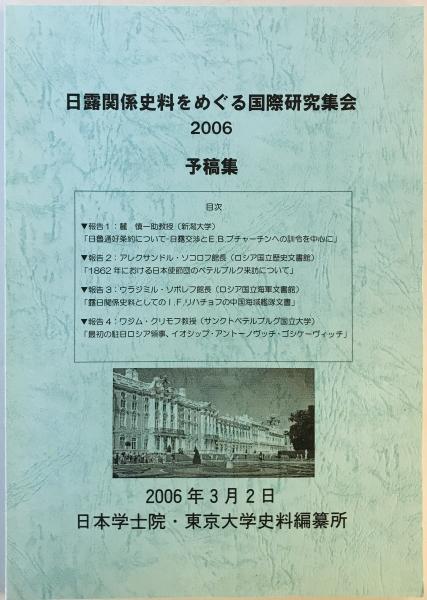 日露関係史料をめぐる国際研究集会
2006
予稿集
目次
▼報告1：麓　慎一助教授（新潟大学）
「日魯通好条約について-日露交渉とE.B.プチャーチンへの訓令を中心に」
▼報告2：アレクサンドル・ソコロフ館長（ロシア国立歴史文書館）
「1862年における日本使節団のペテルブルク来訪について」
▼報告3：ウラジミル・ソボレフ館長（ロシア国立海軍文書館）
「露日関係史料としてのI.F.リハチョフの中国海域艦隊文書」
▼報告4：ワジム・クリモフ教授（サンクトペテルブルグ国立大学）
「最初の駐日ロシア領事、イオシップ・アントーノヴッチ・ゴシケーヴィッチ」
2006年3月2日
日本学士院・東京大学史料編纂所